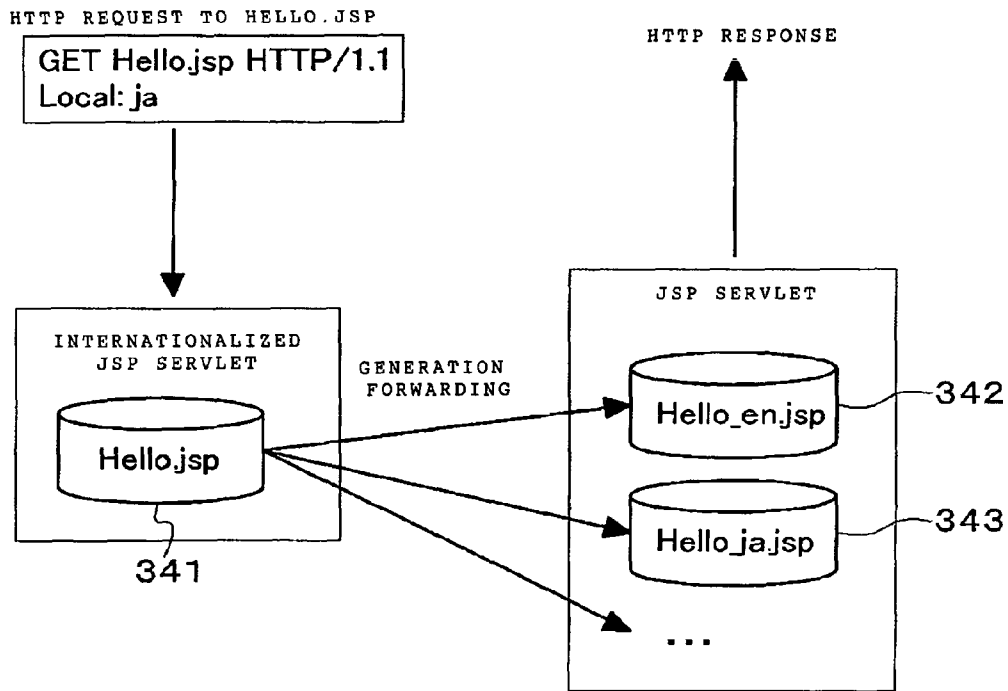 HTTP REQUEST TO HELLO.JSP
GET Hello.jsp HTTP/1.1
Local: ja
HTTP RESPONSE
INTERNATIONALIZED
JSP SERVLET
Hello.jsp
341
GENERATION
FORWARDING
JSP SERVLET
Hello_en.jsp
342
Hello_ja.jsp
343
...